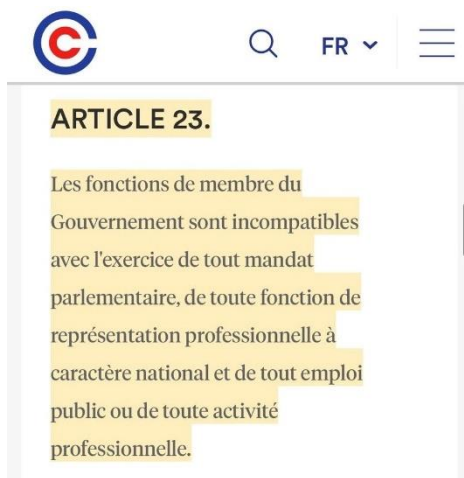 FR
ARTICLE 23.
Les fonctions de membre du
Gouvernement sont incompatibles
avec l'exercice de tout mandat
parlementaire, de toute fonction de
représentation professionnelle à
caractère national et de tout emploi
public ou de toute activité
professionnelle.